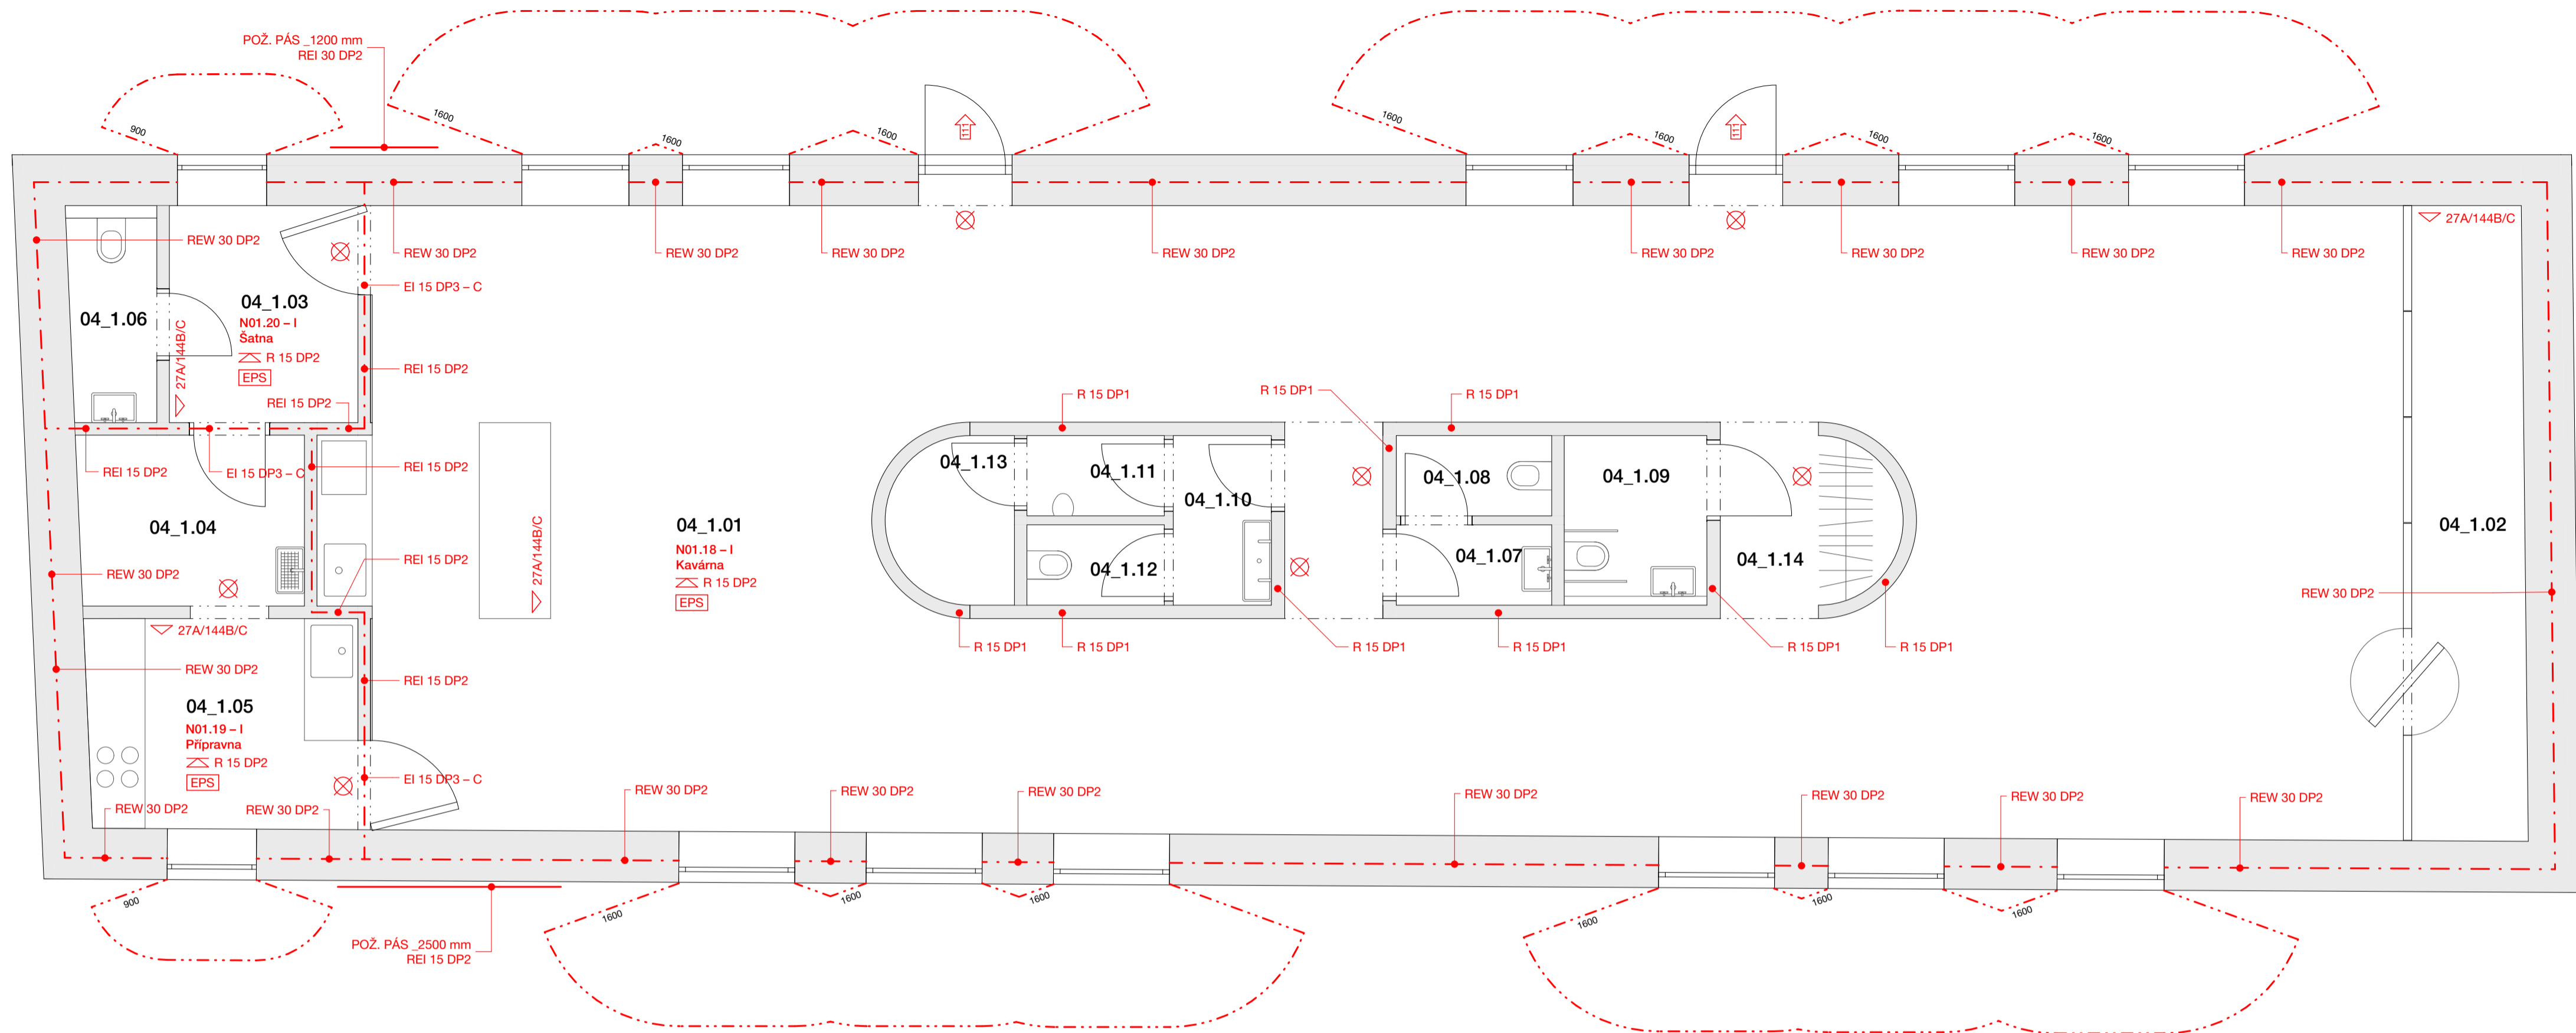 POŽ. PÁS _1200 mm
REI 30 DP2
900
1600
1600
1600
1600
1600
1600
1600
111
111
REW 30 DP2
REW 30 DP2
REW 30 DP2
REW 30 DP2
REW 30 DP2
REW 30 DP2
REW 30 DP2
REW 30 DP2
REW 30 DP2
27A/144B/C
EI 15 DP3 – C
04_1.03
N01.20 – I
Šatna
R 15 DP2
EPS
04_1.06
27A/144B/C
REI 15 DP2
REI 15 DP2
R 15 DP1
R 15 DP1
R 15 DP1
REI 15 DP2
EI 15 DP3 – C
REI 15 DP2
04_1.13
04_1.11
04_1.10
04_1.08
04_1.09
04_1.04
04_1.01
N01.18 – I
Kavárna
R 15 DP2
EPS
27A/144B/C
04_1.02
REI 15 DP2
04_1.12
04_1.07
04_1.14
REW 30 DP2
REW 30 DP2
27A/144B/C
R 15 DP1
R 15 DP1
R 15 DP1
R 15 DP1
R 15 DP1
R 15 DP1
REW 30 DP2
REI 15 DP2
04_1.05
N01.19 – I
Přípravna
R 15 DP2
EPS
EI 15 DP3 – C
REW 30 DP2
REW 30 DP2
REW 30 DP2
REW 30 DP2
REW 30 DP2
REW 30 DP2
REW 30 DP2
REW 30 DP2
REW 30 DP2
900
1600
1600
1600
1600
1600
1600
POŽ. PÁS _2500 mm
REI 15 DP2